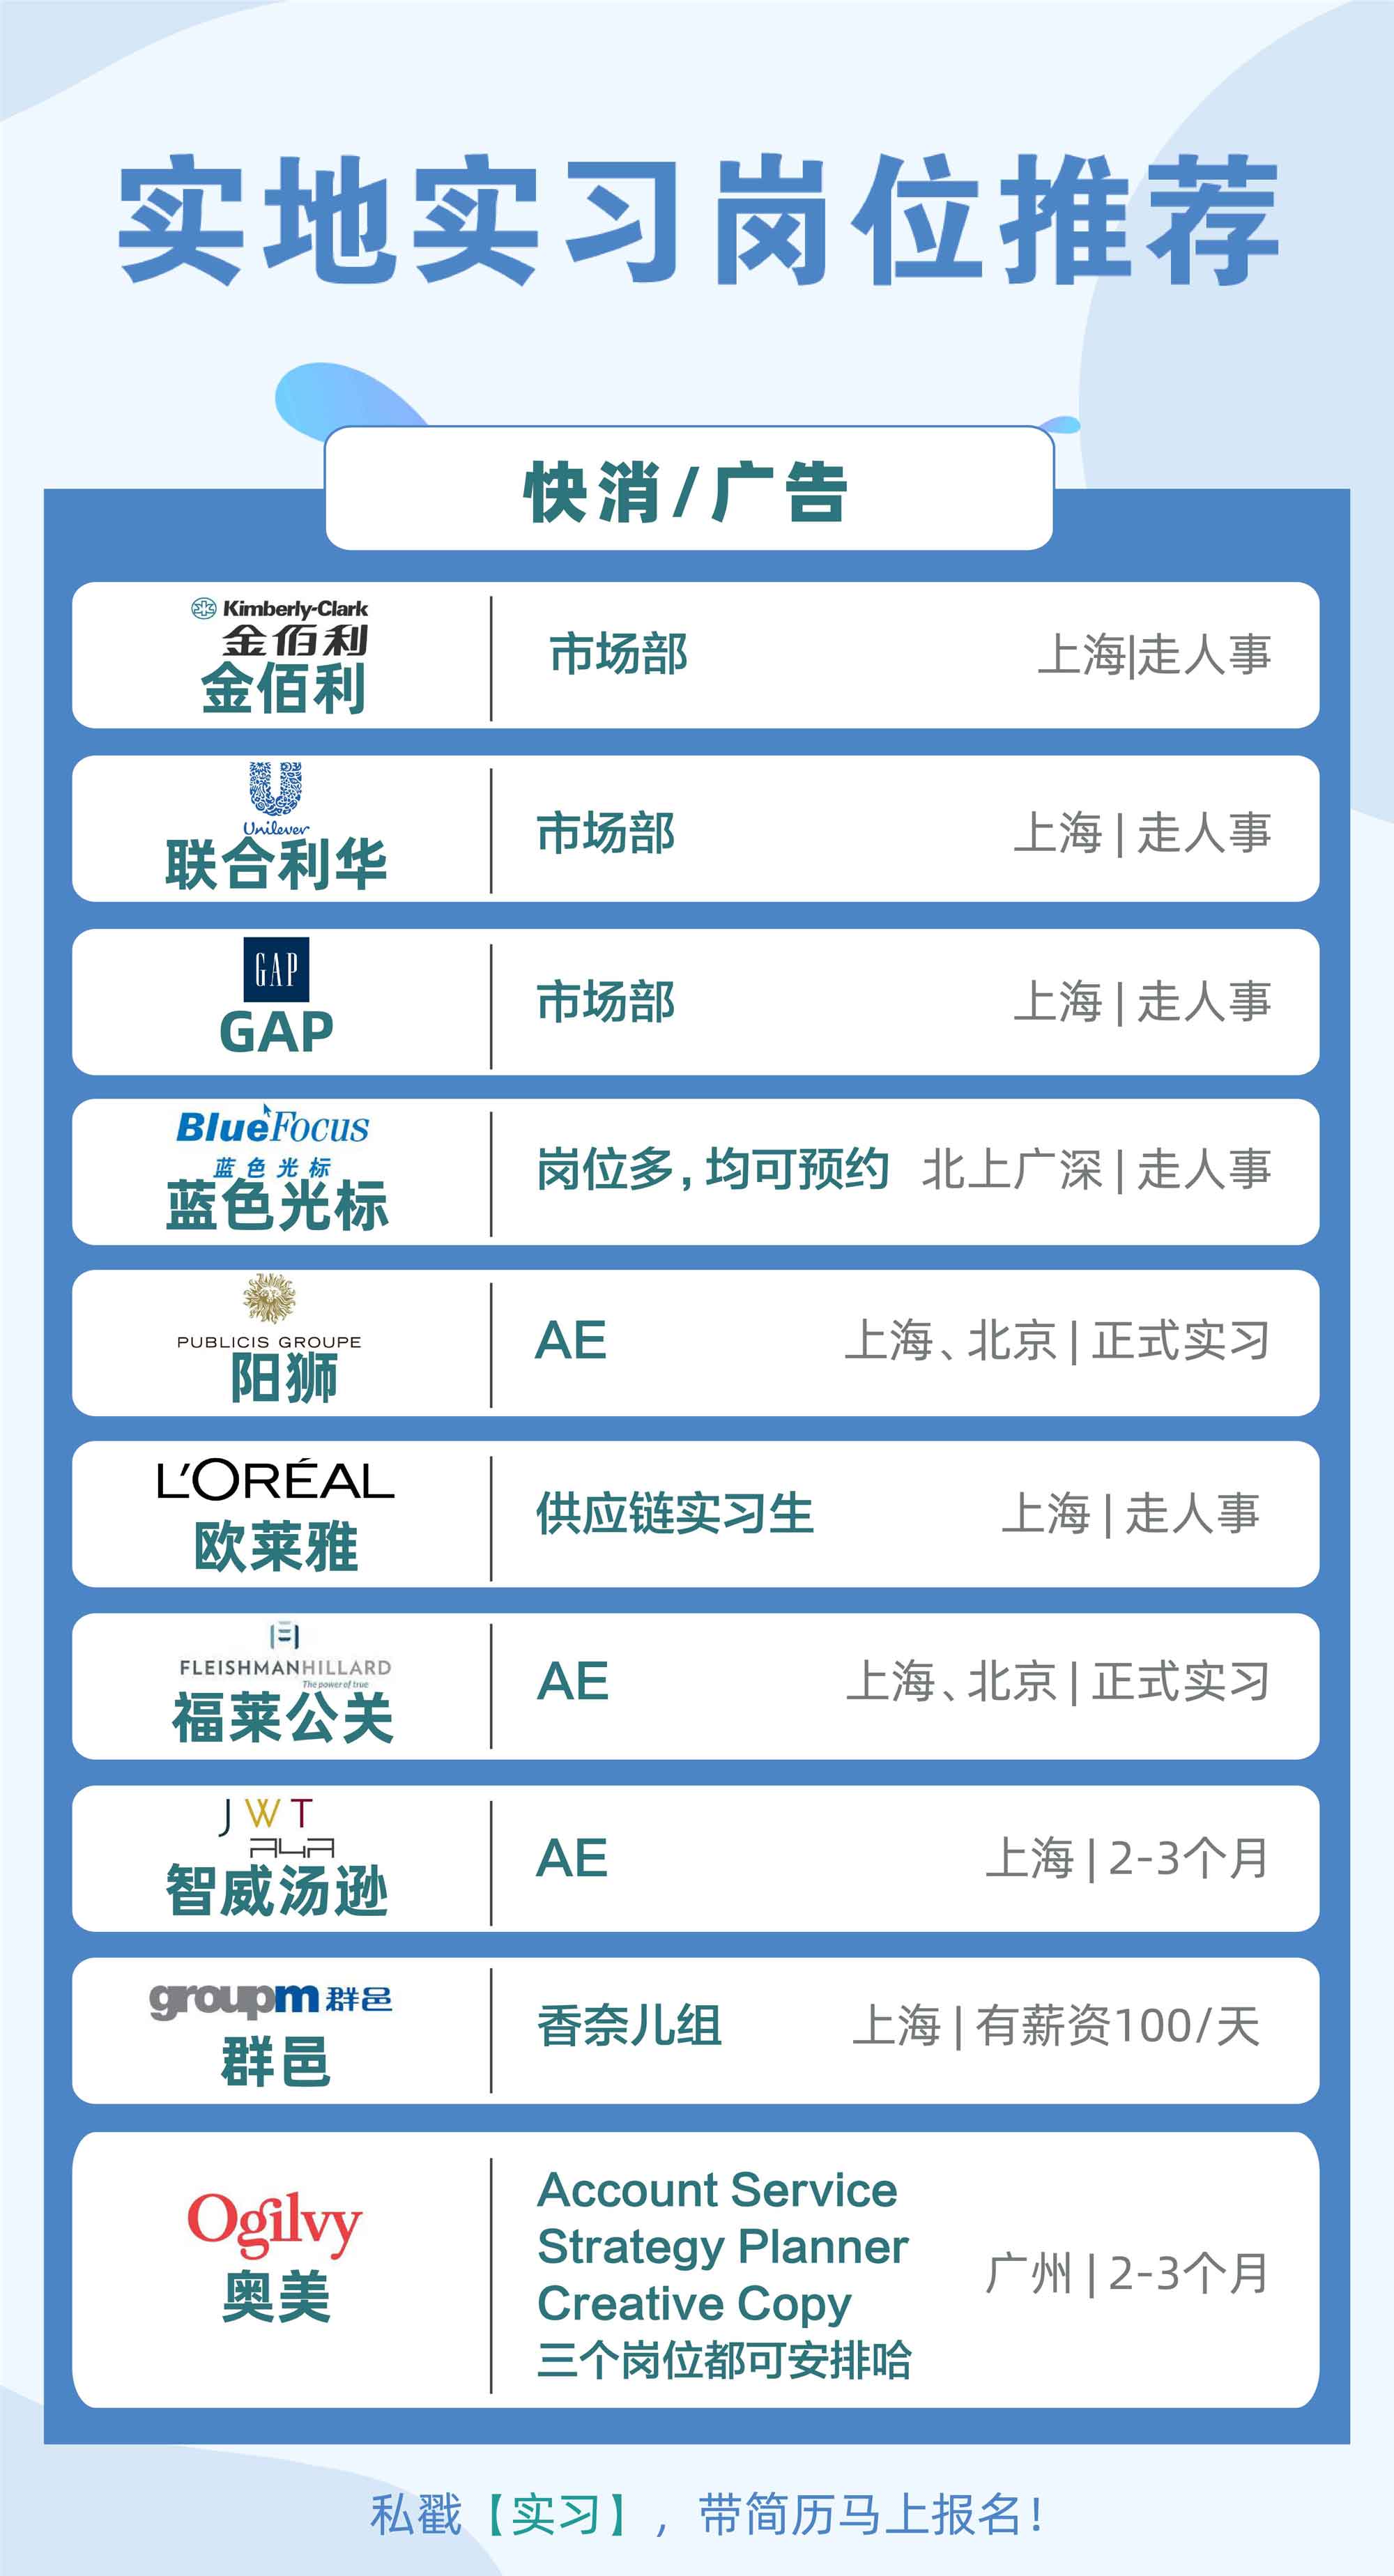 实地实习岗位推荐
快消/广告
Kimberly-Clark
金佰利
金佰利
市场部
上海|走人事
Unilever
联合利华
市场部
上海 | 走人事
GAP
GAP
市场部
上海 | 走人事
BlueFocus
蓝色光标
蓝色光标
岗位多，均可预约
北上广深 | 走人事
PUBLICIS GROUPE
阳狮
AE
上海、北京 | 正式实习
L'ORÉAL
欧莱雅
供应链实习生
上海 | 走人事
FLEISHMANHILLARD
The power of true
福莱公关
AE
上海、北京 | 正式实习
JWT
智威汤逊
AE
上海 | 2-3个月
groupm 群邑
群邑
香奈儿组
上海 | 有薪资100/天
Ogilvy
奥美
Account Service
Strategy Planner
Creative Copy
三个岗位都可安排哈
广州 | 2-3个月
私戳【实习】，带简历马上报名！